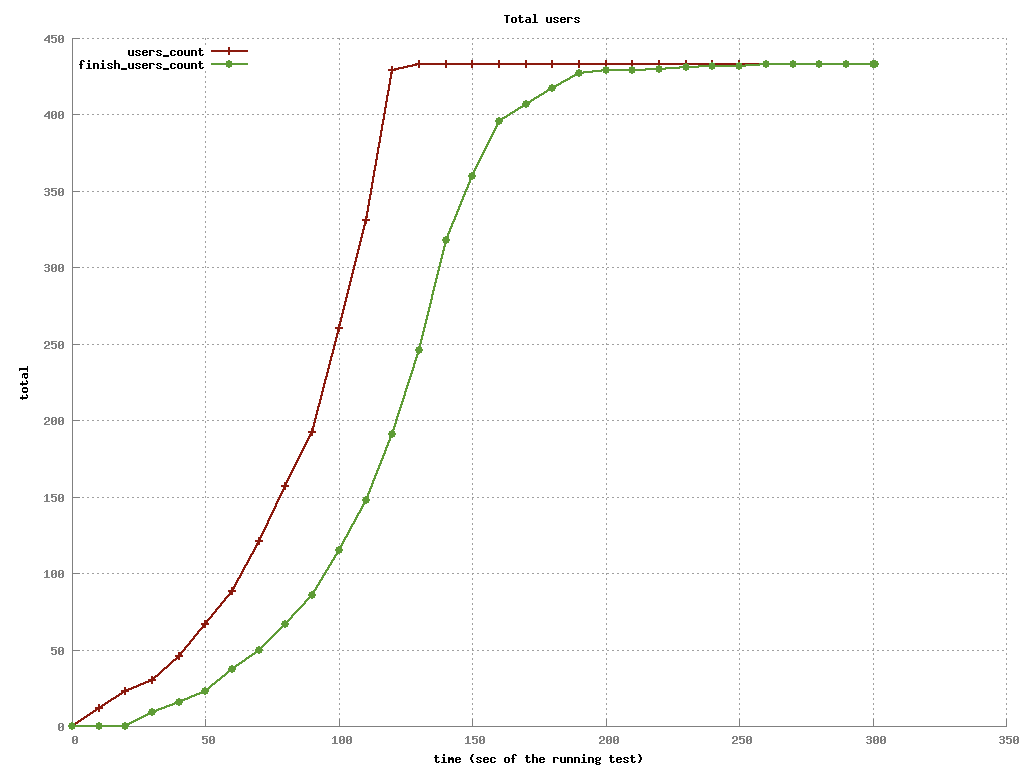 Total users
users_count
finish_users_count
450
400
350
300
250
200
150
100
50
0
total
0 50 100 150 200 250 300 350
time (sec of the running test)